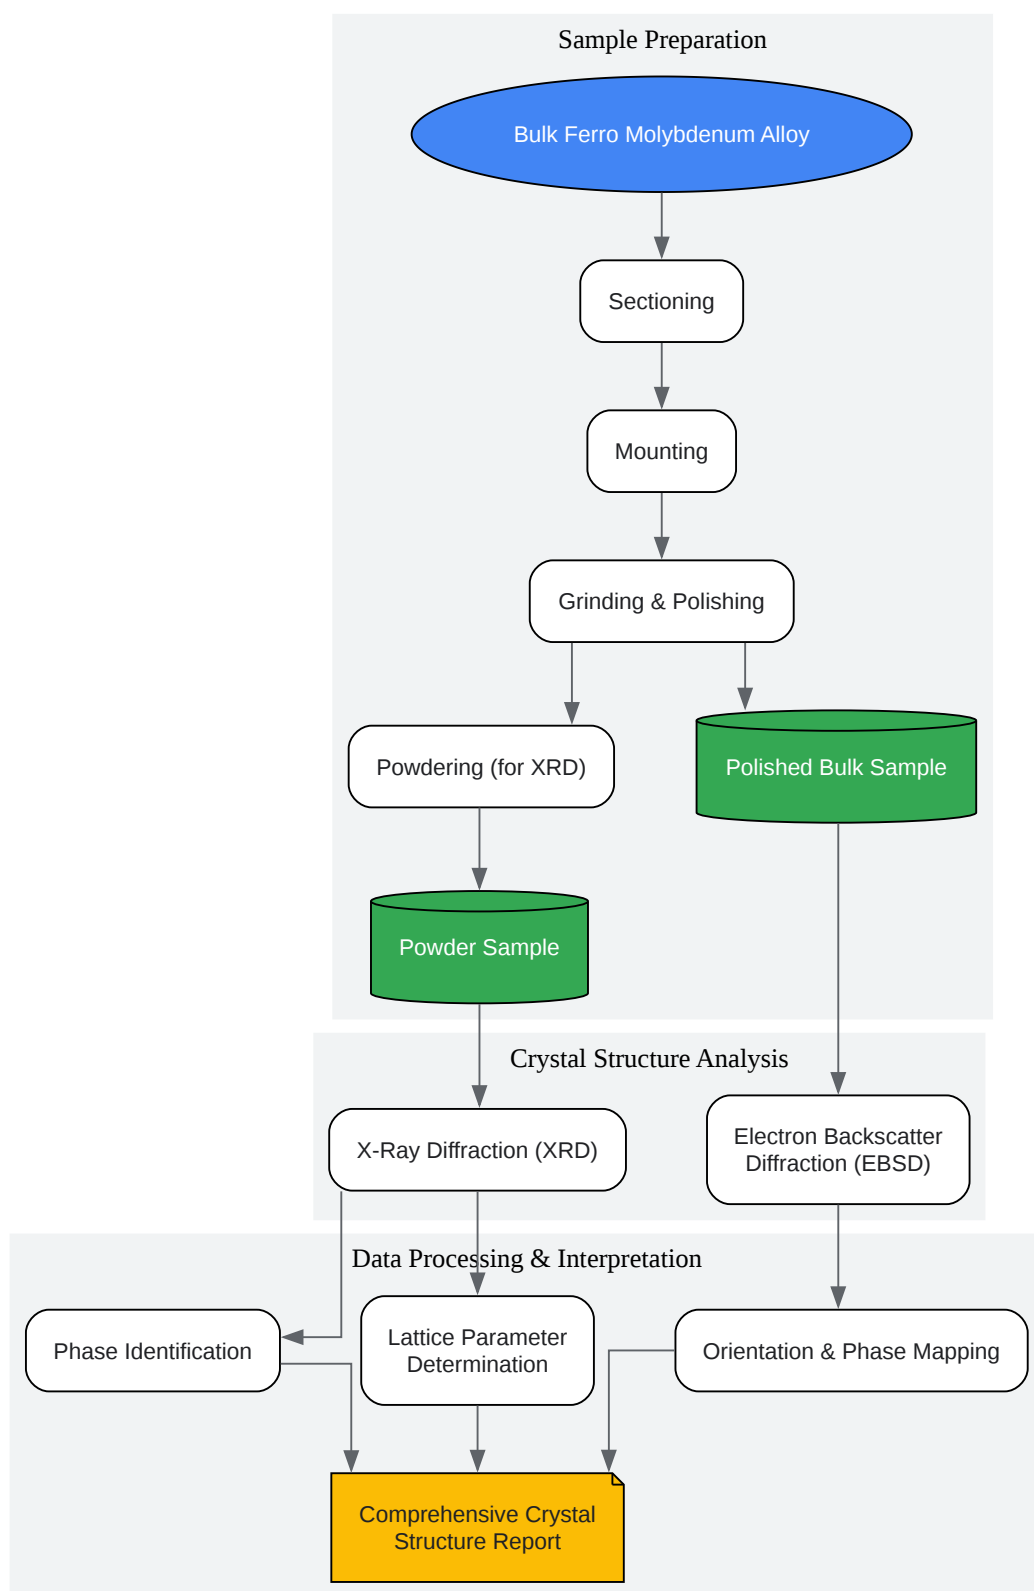 Sample Preparation
Bulk Ferro Molybdenum Alloy
Sectioning
Mounting
Grinding & Polishing
Powdering (for XRD)
Polished Bulk Sample
Powder Sample
Crystal Structure Analysis
X-Ray Diffraction (XRD)
Electron Backscatter
Diffraction (EBSD)
Data Processing & Interpretation
Phase Identification
Lattice Parameter
Determination
Orientation & Phase Mapping
Comprehensive Crystal
Structure Report